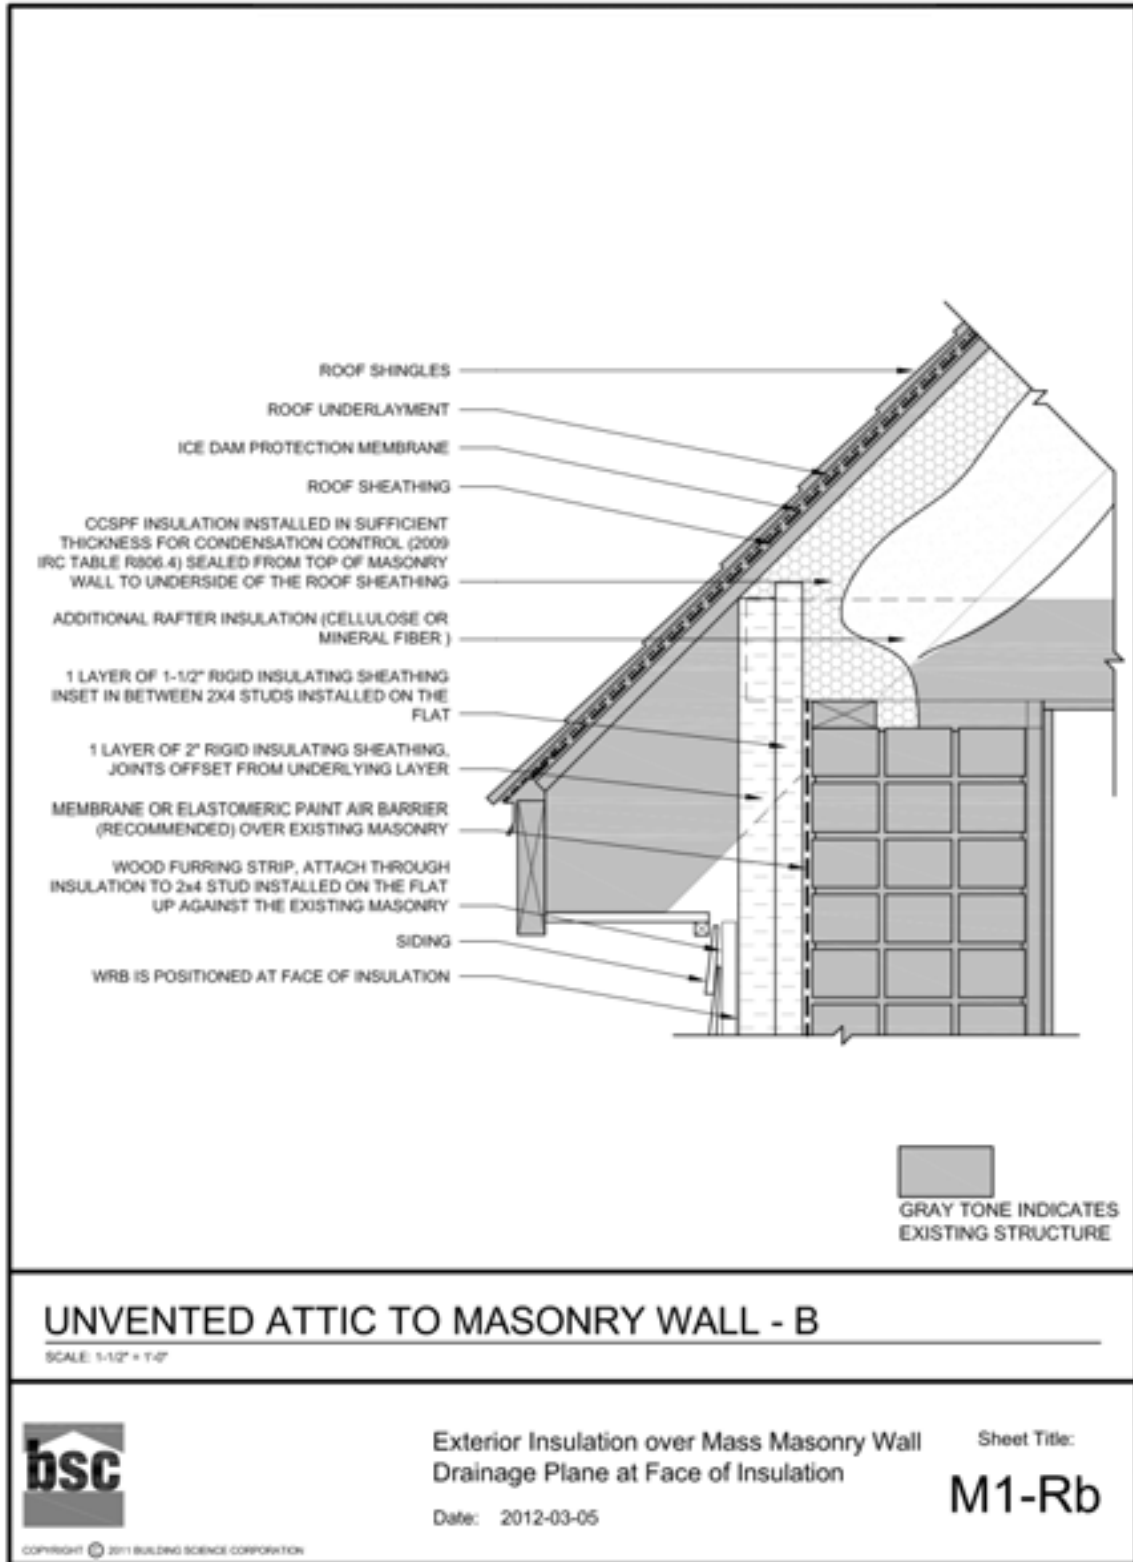 ROOF SHINGLES
ROOF UNDERLAYMENT
ICE DAM PROTECTION MEMBRANE
ROOF SHEATHING
CCSPF INSULATION INSTALLED IN SUFFICIENT
THICKNESS FOR CONDENSATION CONTROL (2009
IRC TABLE R806.4) SEALED FROM TOP OF MASONRY
WALL TO UNDERSIDE OF THE ROOF SHEATHING
ADDITIONAL RAFTER INSULATION (CELLULOSE OR
MINERAL FIBER )
1 LAYER OF 1-1/2" RIGID INSULATING SHEATHING
INSET IN BETWEEN 2X4 STUDS INSTALLED ON THE
FLAT
1 LAYER OF 2" RIGID INSULATING SHEATHING,
JOINTS OFFSET FROM UNDERLYING LAYER
MEMBRANE OR ELASTOMERIC PAINT AIR BARRIER
(RECOMMENDED) OVER EXISTING MASONRY
WOOD FURRING STRIP, ATTACH THROUGH
INSULATION TO 2x4 STUD INSTALLED ON THE FLAT
UP AGAINST THE EXISTING MASONRY
SIDING
WRB IS POSITIONED AT FACE OF INSULATION
GRAY TONE INDICATES
EXISTING STRUCTURE
UNVENTED ATTIC TO MASONRY WALL - B
SCALE: 1-1/2" = 1'-0"
bsc
Exterior Insulation over Mass Masonry Wall
Drainage Plane at Face of Insulation
Date: 2012-03-05
Sheet Title:
M1-Rb
COPYRIGHT © 2011 BUILDING SCIENCE CORPORATION